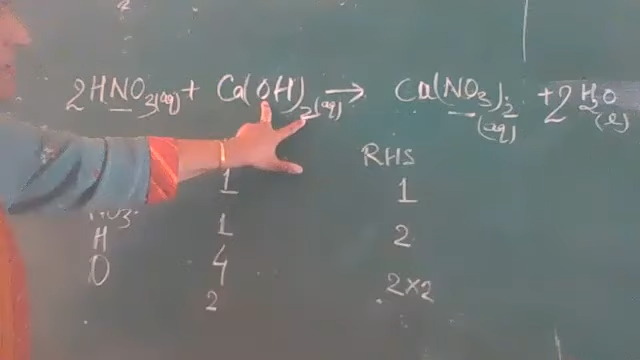 2HNO₃(aq) + Ca(OH)₂(aq) → Ca(NO₃)₂(aq) + 2H₂O(l)
RHS
1 1
H 1 2
O 4 2×2
2